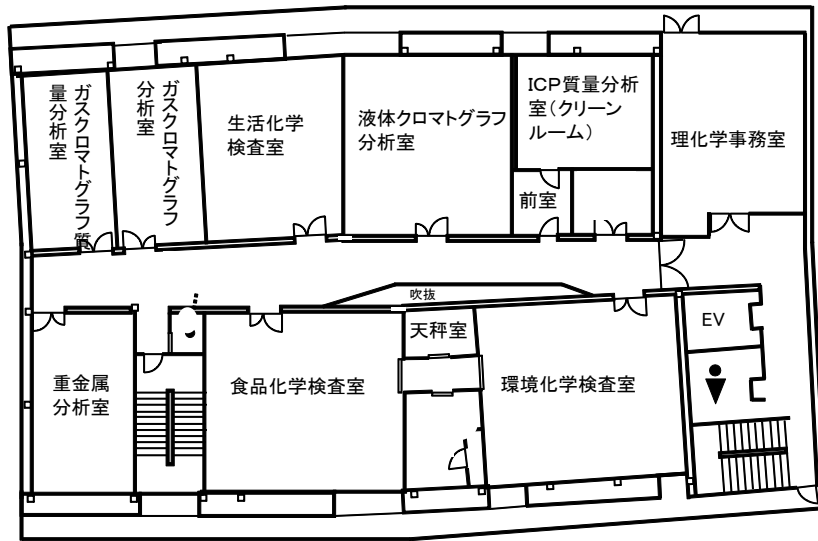 ガスクロマトグラフ質
量分析室
ガスクロマトグラフ
分析室
生活化学
検査室
液体クロマトグラフ
分析室
ICP質量分析
室(クリーン
ルーム)
前室
理化学事務室
吹抜
天秤室
EV
重金属
分析室
食品化学検査室
環境化学検査室